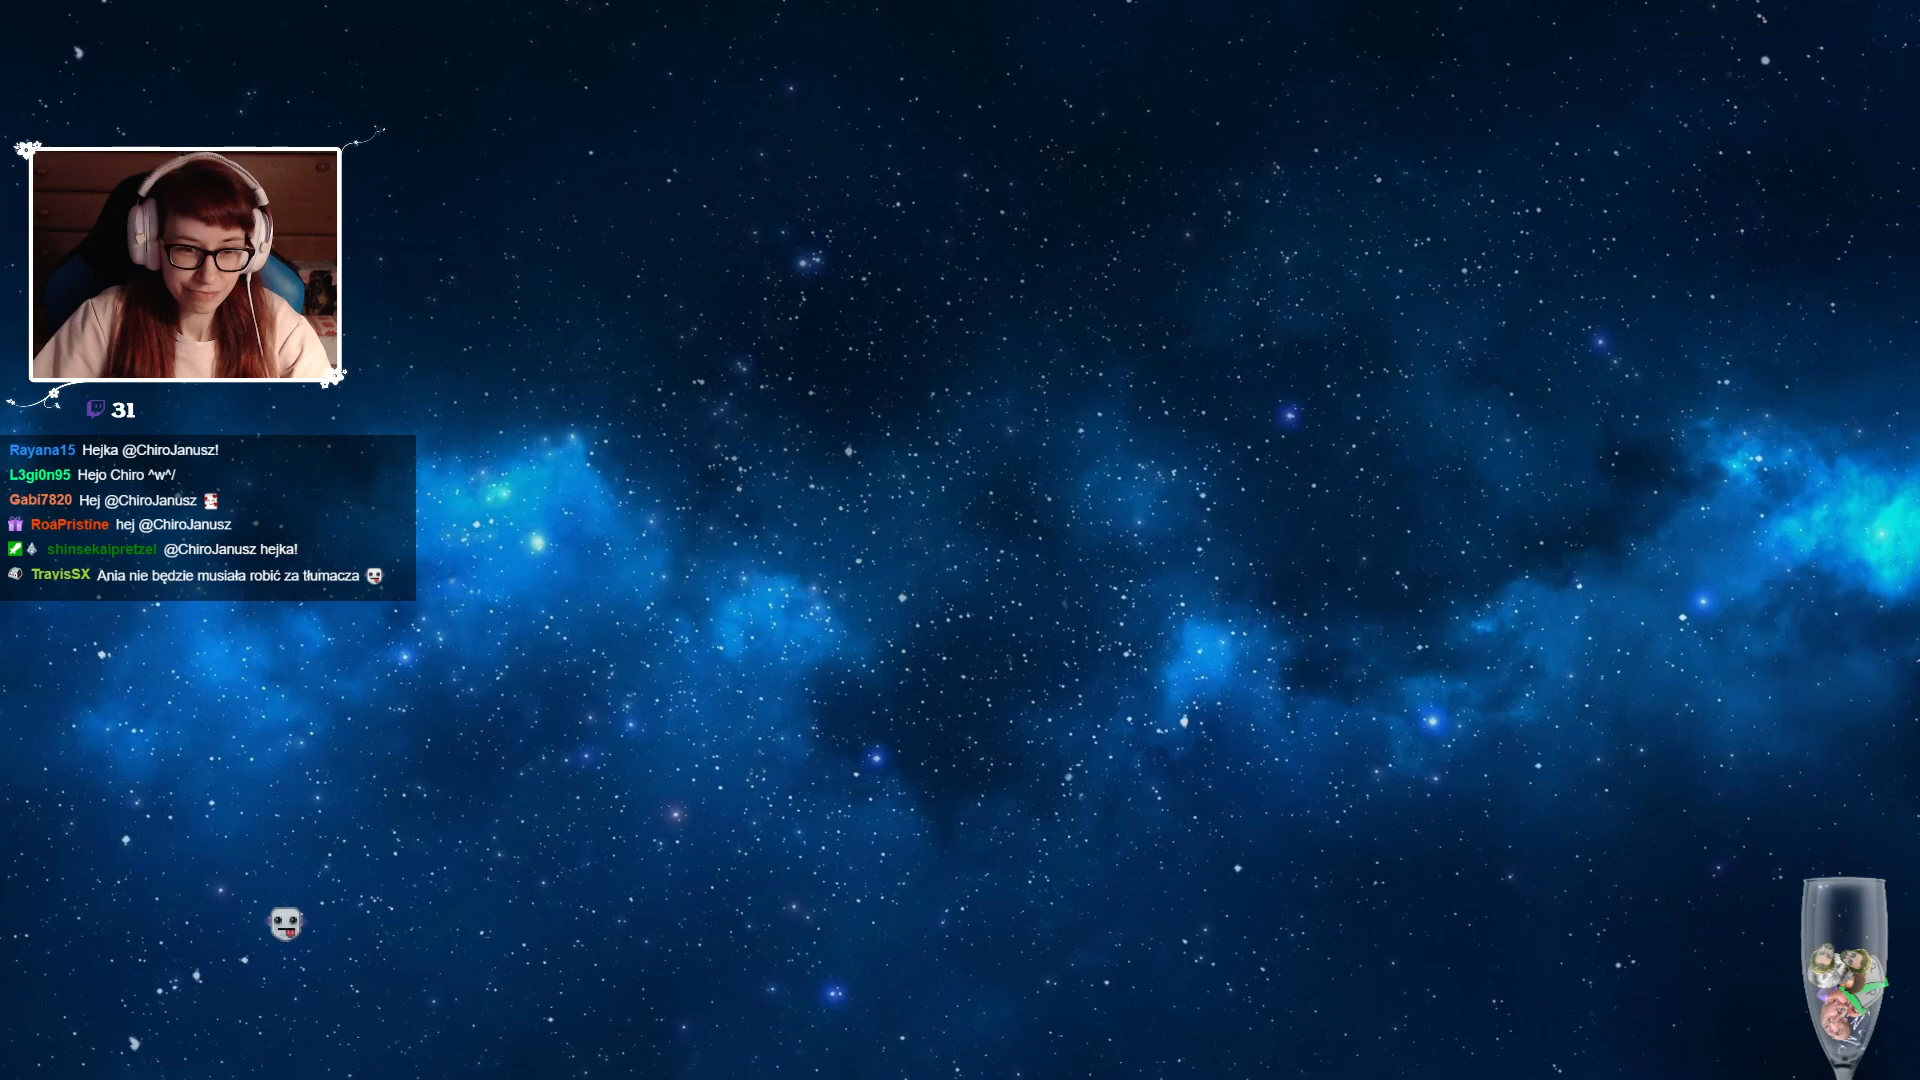 31
Rayana15 Hejka @ChiroJanusz!
L3gi0n95 Hejo Chiro ^w^/
Gabi7820 Hej @ChiroJanusz
RoáPristine hej @ChiroJanusz
shinsekaipretzel @ChiroJanusz hejka!
TravisSX Ania nie będzie musiała robić za tłumacza